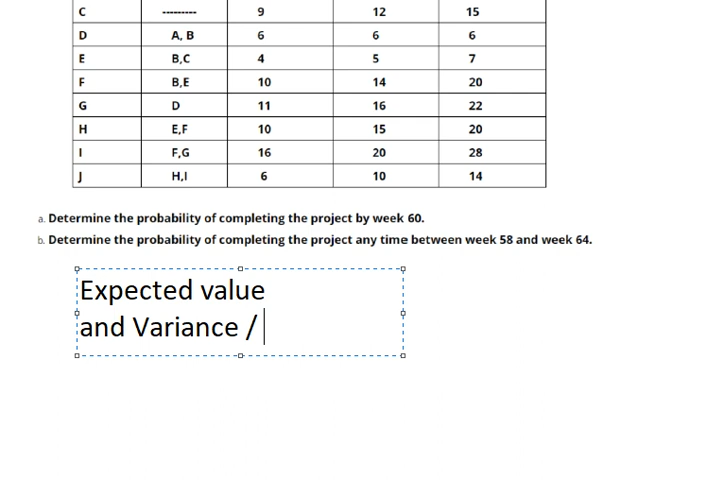 C --------- 9 12 15
D A, B 6 6 6
E B,C 4 5 7
F B,E 10 14 20
G D 11 16 22
H E,F 10 15 20
I F,G 16 20 28
J H,I 6 10 14
a. Determine the probability of completing the project by week 60.
b. Determine the probability of completing the project any time between week 58 and week 64.
Expected value
and Variance /